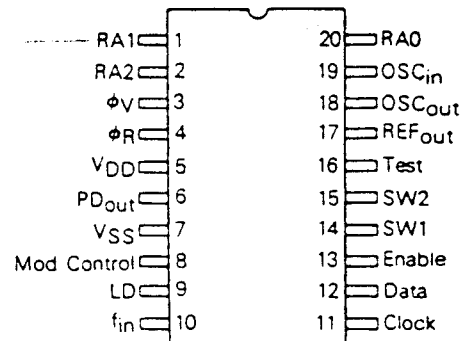 RA1 1 20 RA0
RA2 2 19 OSCin
ϕV 3 18 OSCout
ϕR 4 17 REFout
VDD 5 16 Test
PDout 6 15 SW2
VSS 7 14 SW1
Mod Control 8 13 Enable
LD 9 12 Data
fin 10 11 Clock